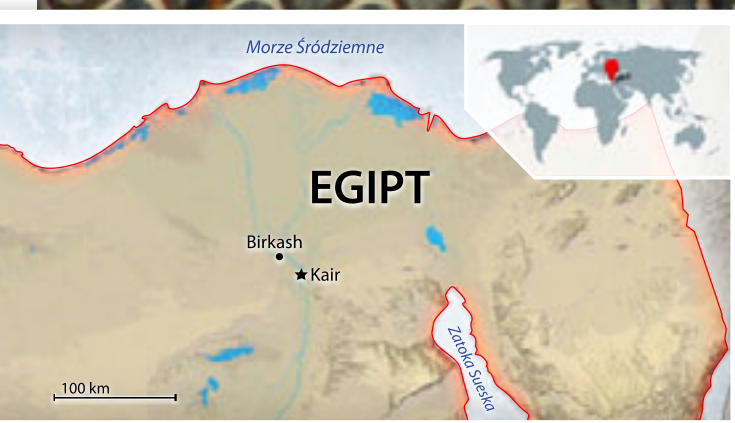 Morze Śródziemne
EGIPT
Birkash
Kair
Zatoka Sueska
100 km